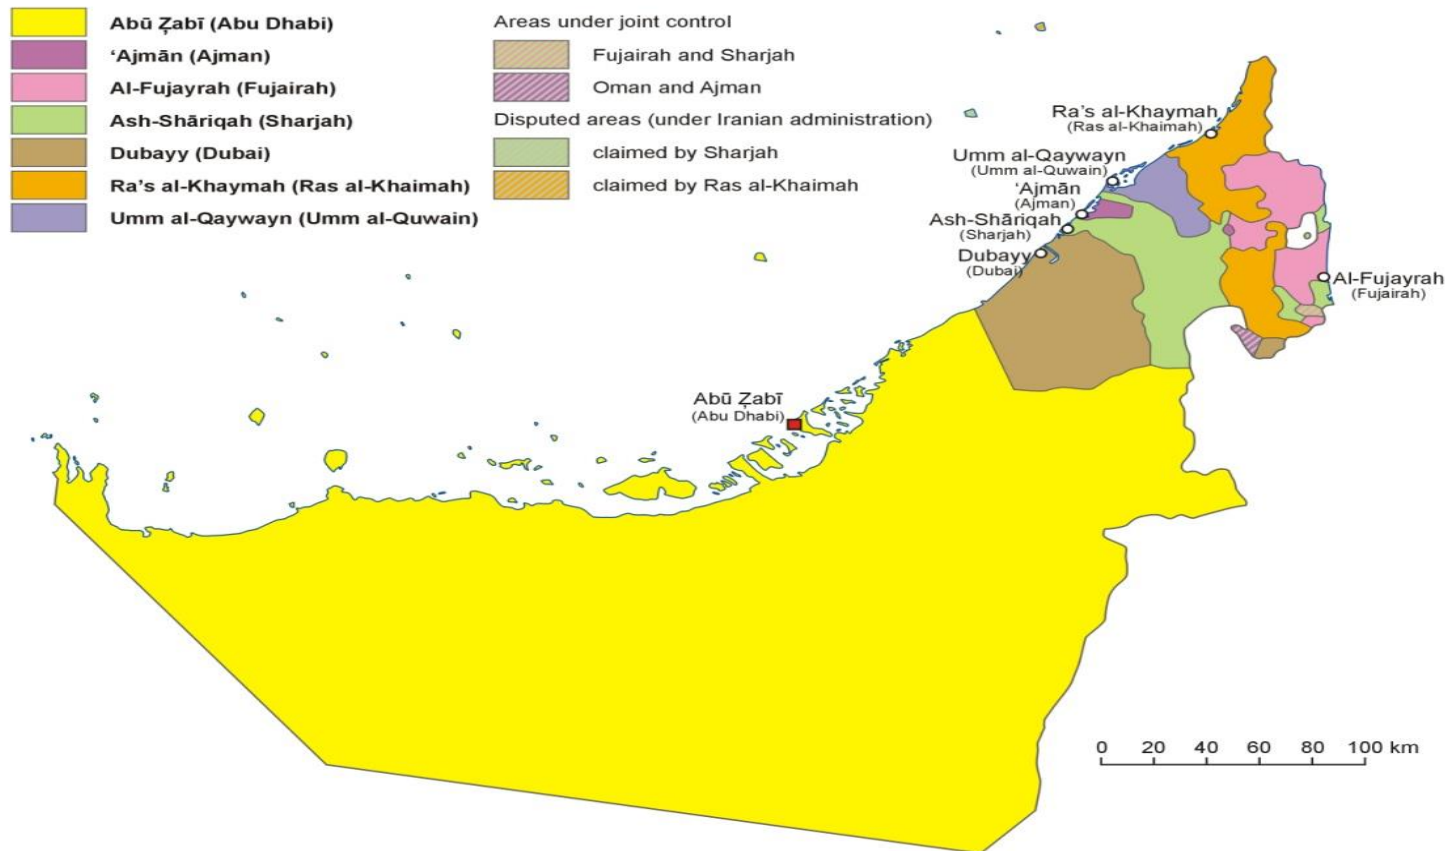 Abū Ẓabī (Abu Dhabi)
‘Ajmān (Ajman)
Al-Fujayrah (Fujairah)
Ash-Shāriqah (Sharjah)
Dubayy (Dubai)
Ra’s al-Khaymah (Ras al-Khaimah)
Umm al-Qaywayn (Umm al-Quwain)
Areas under joint control
Fujairah and Sharjah
Oman and Ajman
Disputed areas (under Iranian administration)
claimed by Sharjah
claimed by Ras al-Khaimah
Ra’s al-Khaymah
(Ras al-Khaimah)
Umm al-Qaywayn
(Umm al-Quwain)
‘Ajmān
(Ajman)
Ash-Shāriqah
(Sharjah)
Dubayy
(Dubai)
Al-Fujayrah
(Fujairah)
Abū Ẓabī
(Abu Dhabi)
0 20 40 60 80 100 km